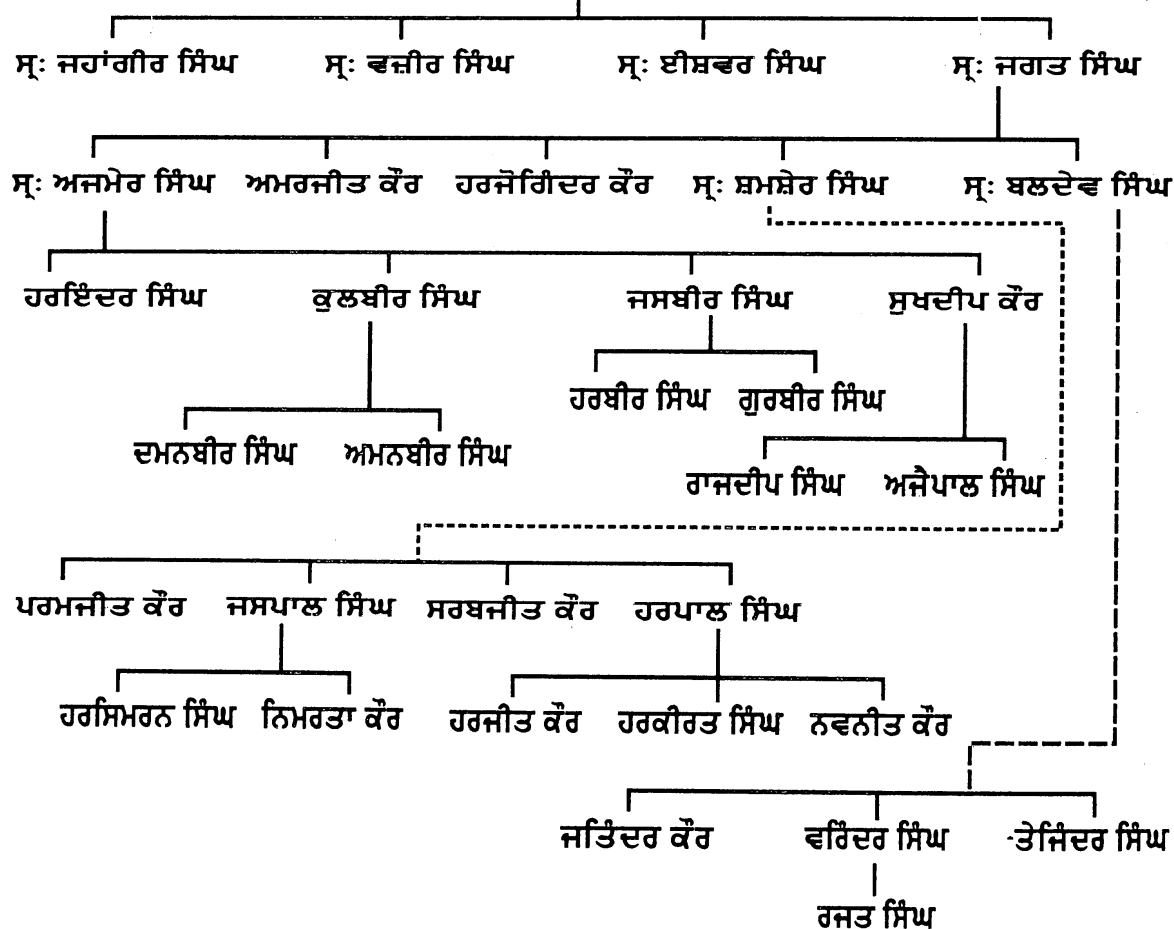 ਸ੍ਰ: ਜਹਾਂਗੀਰ ਸਿੰਘ ਸ੍ਰ: ਵਜ਼ੀਰ ਸਿੰਘ ਸ੍ਰ: ਈਸ਼ਵਰ ਸਿੰਘ ਸ੍ਰ: ਜਗਤ ਸਿੰਘ
ਸ੍ਰ: ਅਜਮੇਰ ਸਿੰਘ ਅਮਰਜੀਤ ਕੌਰ ਹਰਜੋਗਿੰਦਰ ਕੌਰ ਸ੍ਰ: ਸ਼ਮਸ਼ੇਰ ਸਿੰਘ ਸ੍ਰ: ਬਲਦੇਵ ਸਿੰਘ
ਹਰਇੰਦਰ ਸਿੰਘ ਕੁਲਬੀਰ ਸਿੰਘ ਜਸਬੀਰ ਸਿੰਘ ਸੁਖਦੀਪ ਕੌਰ
ਹਰਬੀਰ ਸਿੰਘ ਗੁਰਬੀਰ ਸਿੰਘ
ਦਮਨਬੀਰ ਸਿੰਘ ਅਮਨਬੀਰ ਸਿੰਘ
ਰਾਜਦੀਪ ਸਿੰਘ ਅਜੈਪਾਲ ਸਿੰਘ
ਪਰਮਜੀਤ ਕੌਰ ਜਸਪਾਲ ਸਿੰਘ ਸਰਬਜੀਤ ਕੌਰ ਹਰਪਾਲ ਸਿੰਘ
ਹਰਸਿਮਰਨ ਸਿੰਘ ਨਿਮਰਤਾ ਕੌਰ ਹਰਜੀਤ ਕੌਰ ਹਰਕੀਰਤ ਸਿੰਘ ਨਵਨੀਤ ਕੌਰ
ਜਤਿੰਦਰ ਕੌਰ ਵਰਿੰਦਰ ਸਿੰਘ ਤੇਜਿੰਦਰ ਸਿੰਘ
ਰਜਤ ਸਿੰਘ